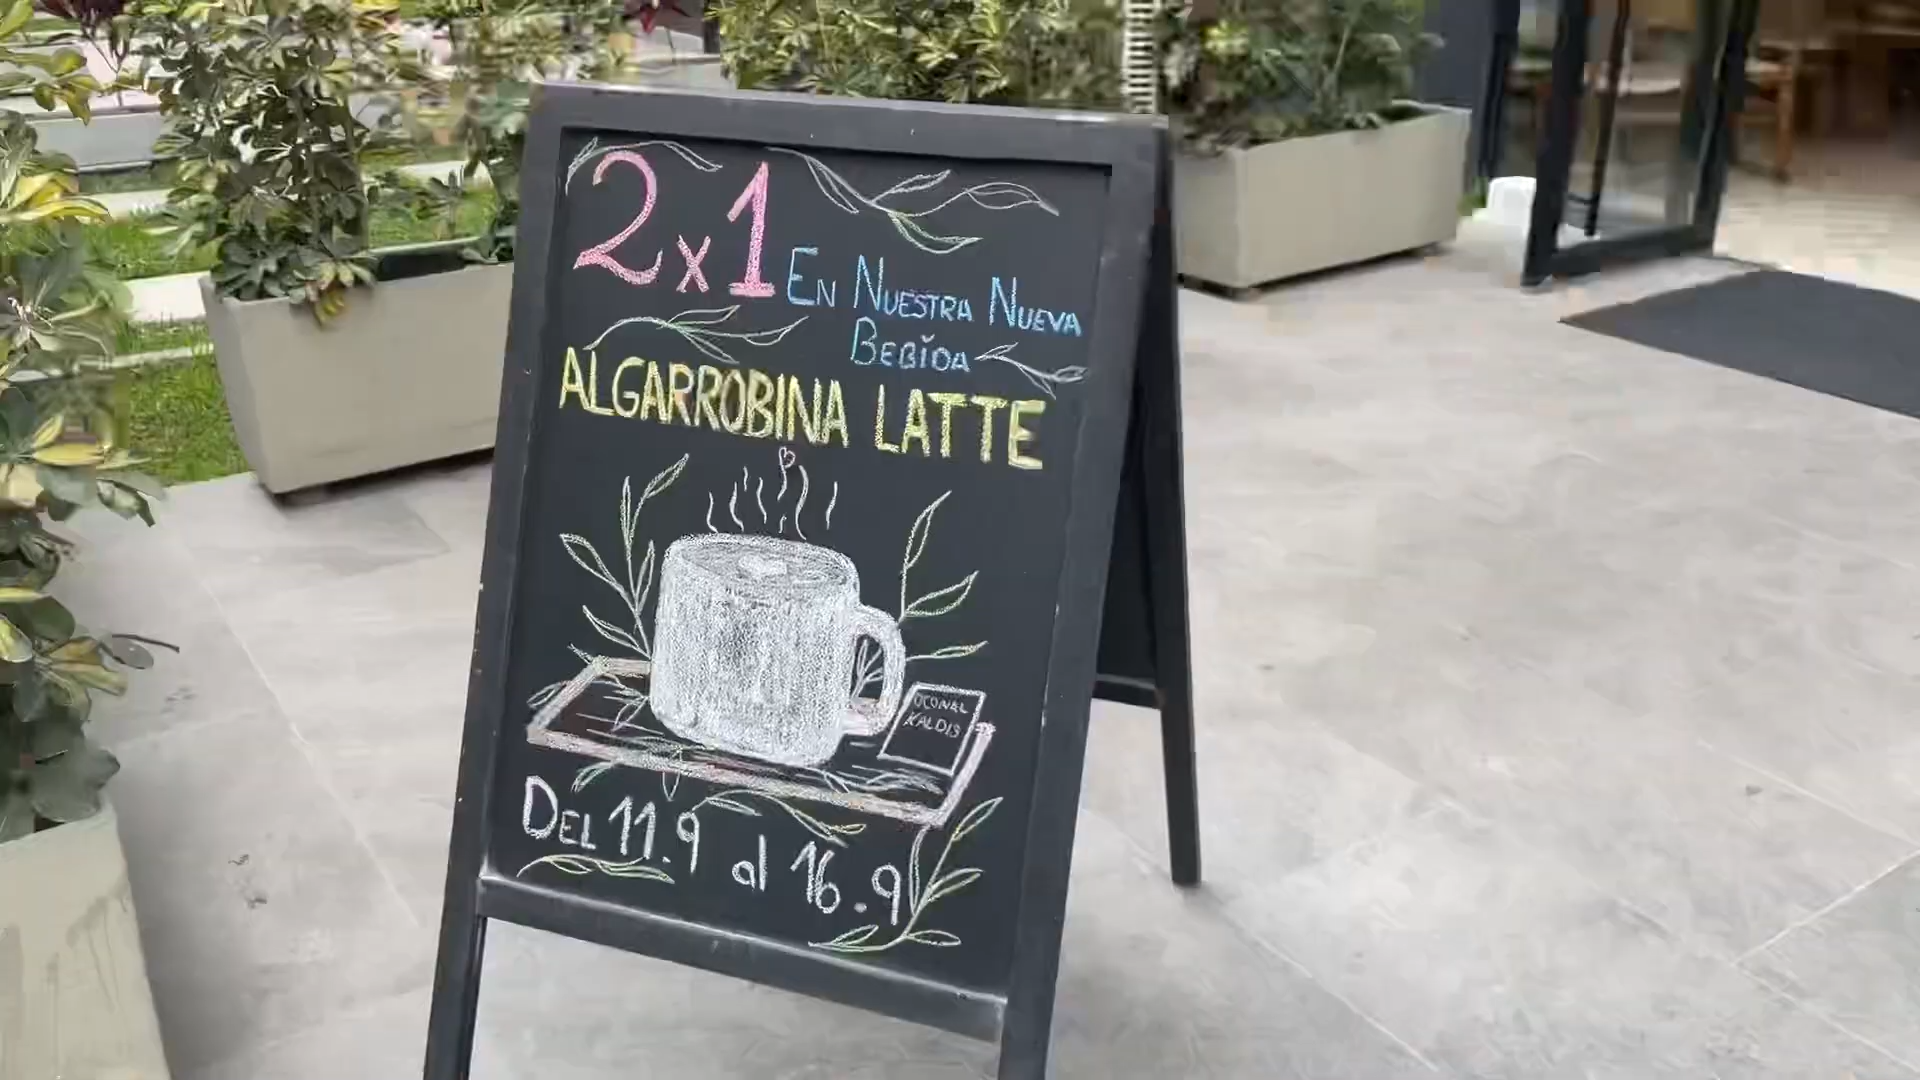 2x1 En Nuestra Nueva
Bebida
ALGARROBINA LATTE
KALDIS
Del 11.9 al 16.9